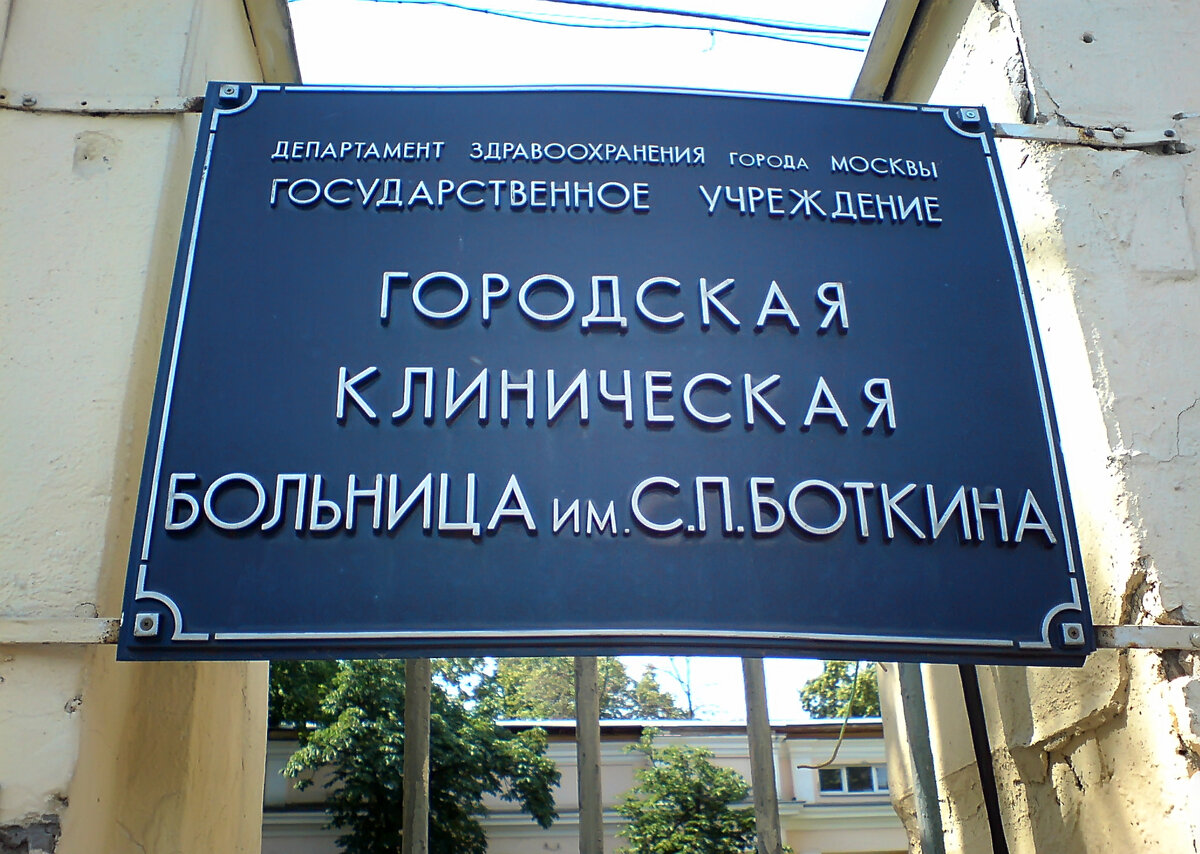 ДЕПАРТАМЕНТ ЗДРАВООХРАНЕНИЯ ГОРОДА МОСКВЫ
ГОСУДАРСТВЕННОЕ УЧРЕЖДЕНИЕ
ГОРОДСКАЯ
КЛИНИЧЕСКАЯ
БОЛЬНИЦА ИМ. С.П.БОТКИНА